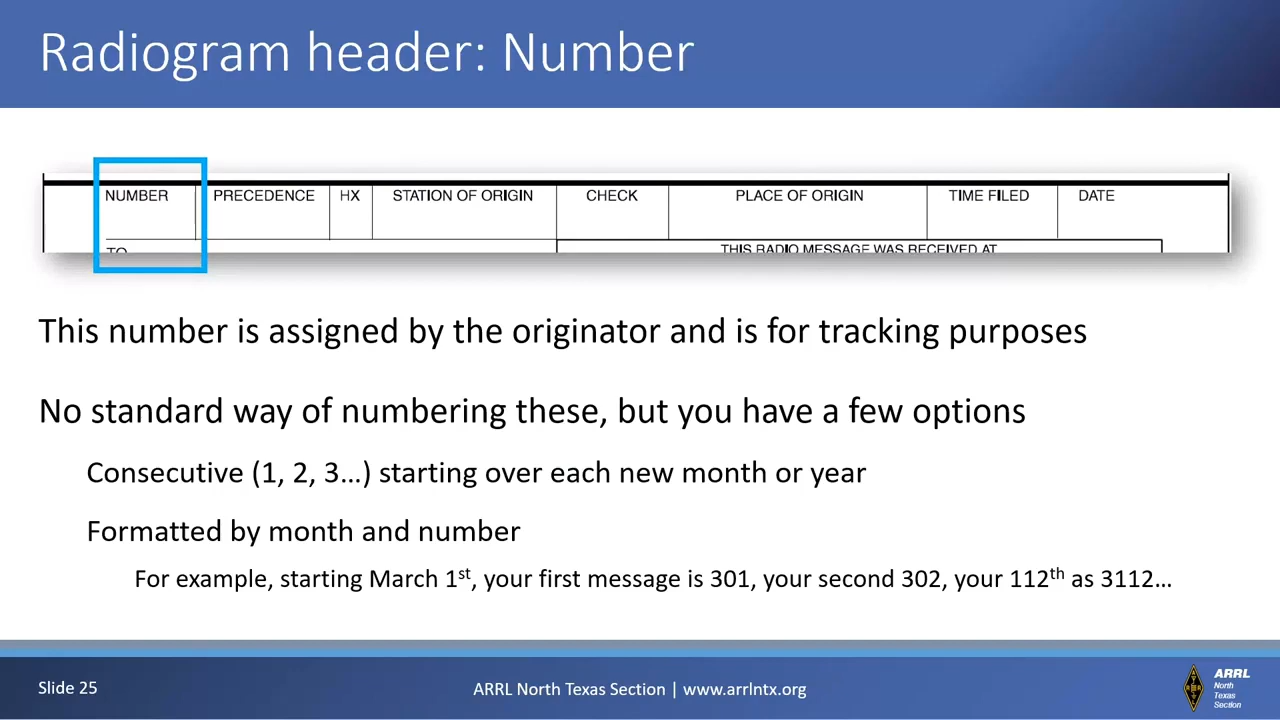 Radiogram header: Number
NUMBER PRECEDENCE HX STATION OF ORIGIN CHECK PLACE OF ORIGIN TIME FILED DATE
TO THIS RADIO MESSAGE WAS RECEIVED AT
This number is assigned by the originator and is for tracking purposes
No standard way of numbering these, but you have a few options
Consecutive (1, 2, 3…) starting over each new month or year
Formatted by month and number
For example, starting March 1st, your first message is 301, your second 302, your 112th as 3112…
Slide 25
ARRL North Texas Section | www.arrlntx.org
ARRL
North
Texas
Section